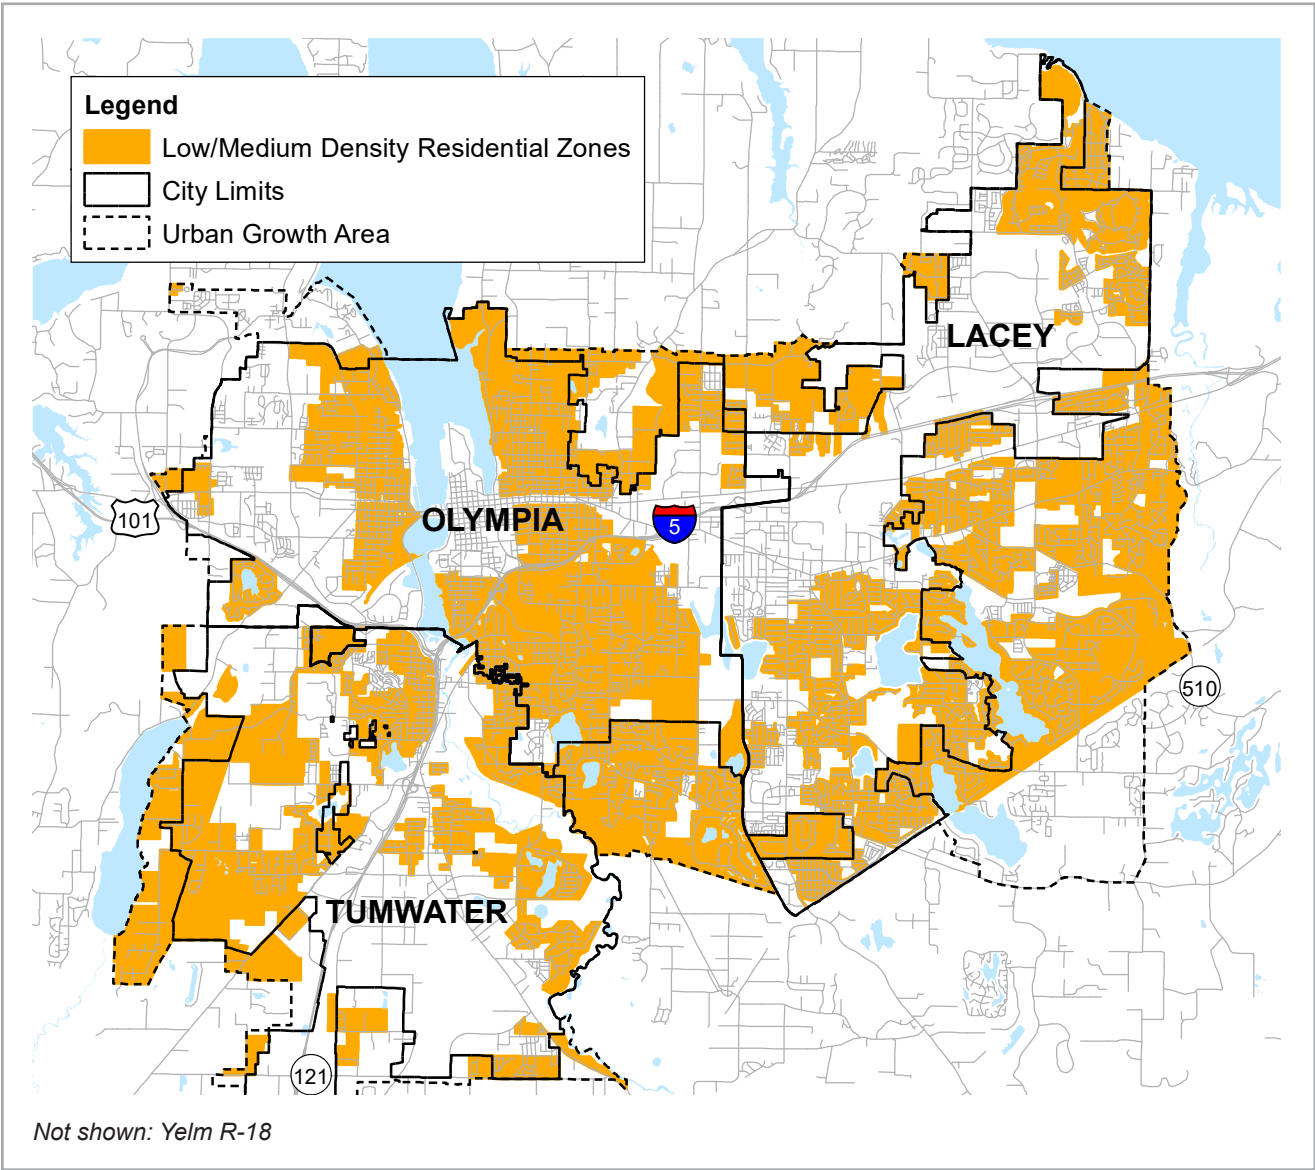 Legend
Low/Medium Density Residential Zones
City Limits
Urban Growth Area
LACEY
101
OLYMPIA
5
510
TUMWATER
121
Not shown: Yelm R-18